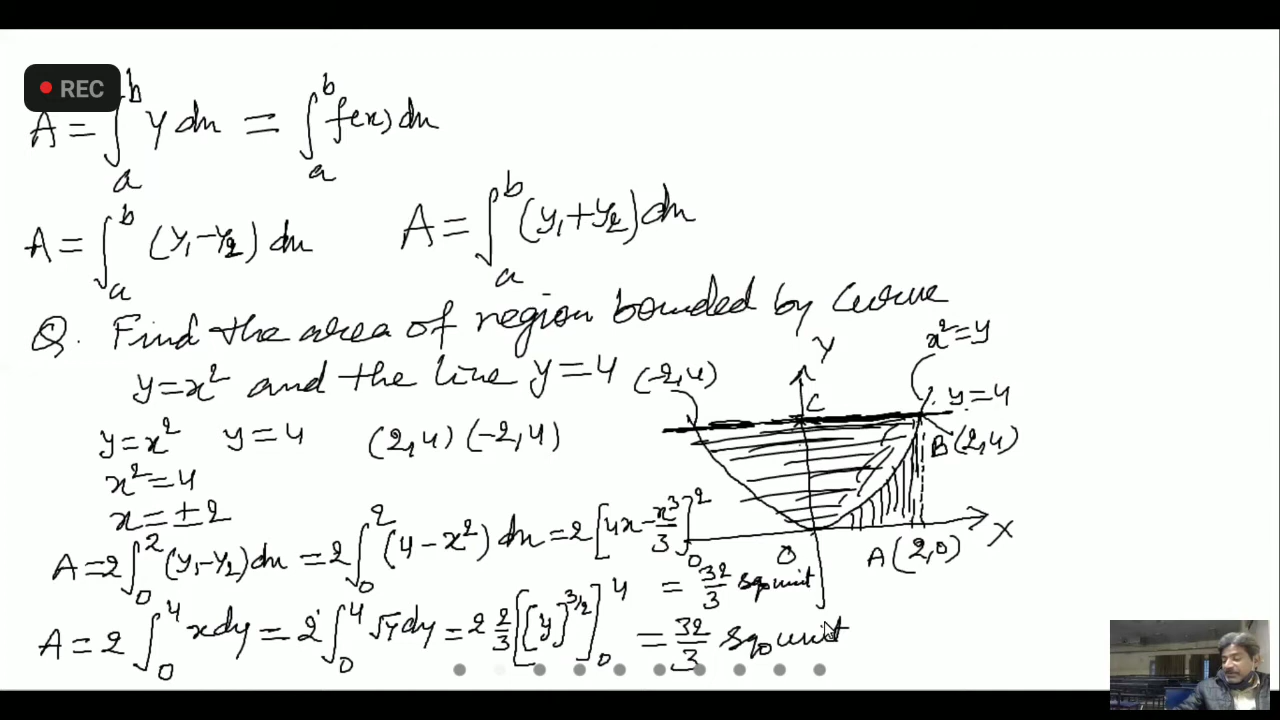 REC
A = ∫_a^b y dx = ∫_a^b f(x) dx
A = ∫_a^b (y₁ - y₂) dx    A = ∫_a^b (y₁ + y₂) dx
Q. Find the area of region bounded by curve
y = x² and the line y = 4
y = x²  y = 4  (2, 4) (-2, 4)
x² = 4
x = ± 2
A = 2 ∫_0^2 (y₁ - y₂) dx = 2 ∫_0^2 (4 - x²) dx = 2 [4x - x³/3]_0^2
= 32/3 sq unit
A = 2 ∫_0^4 x dy = 2 ∫_0^4 √y dy = 2 2/3 [[y]^{3/2}]_0^4 = 32/3 sq unit
Y
x² = y
(-2, 4)
C
y = 4
B (2, 4)
O
A (2, 0)
X